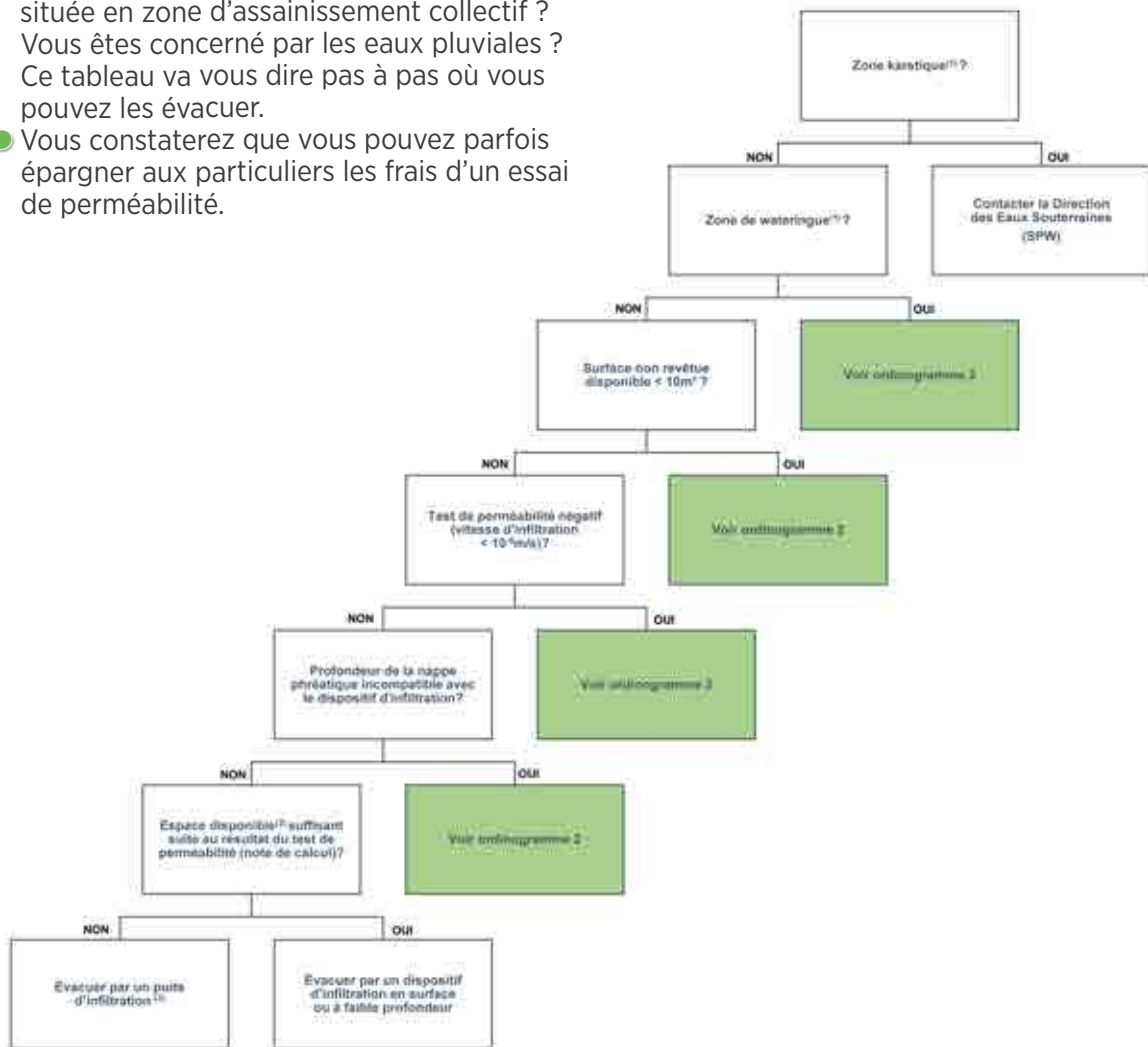 située en zone d'assainissement collectif ?
Vous êtes concerné par les eaux pluviales ?
Ce tableau va vous dire pas à pas où vous
pouvez les évacuer.
Vous constaterez que vous pouvez parfois
épargner aux particuliers les frais d'un essai
de perméabilité.
Zone karstique(1) ?
NON
OUI
Zone de wateringue(1) ?
Contacter la Direction
des Eaux Souterraines
(SPW)
NON
OUI
Surface non revêtue
disponible < 10m² ?
Voir ordinogramme
NON
OUI
Test de perméabilité négatif
(vitesse d'infiltration
<
Voir ordinogramme 2
NON
OUI
Profondeur de la nappe
phréatique incompatible avec
le dispositif d'infiltration?
Voir ordinogramme
NON
OUI
Espace disponible suffisant
suite au résultat du test de
perméabilité (note de calcul)?
Voir ordinogramme 2
NON
OUI
Evacuer par un puits
d'infiltration
Evacuer par un dispositif
d'infiltration en surface
ou à faible profondeur